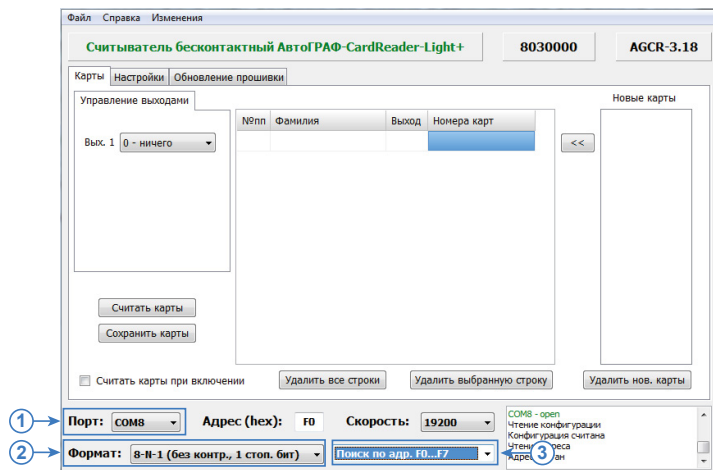 Файл Справка Изменения
Считыватель бесконтактный АвтоГРАФ-CardReader-Light+ 8030000 AGCR-3.18
Карты Настройки Обновление прошивки
Управление выходами
Новые карты
№пп Фамилия Выход Номера карт
Вых. 1 0 - ничего
<<
Считать карты
Сохранить карты
Считать карты при включении
Удалить все строки
Удалить выбранную строку
Удалить нов. карты
1 Порт: COM8 Адрес (hex): F0 Скорость: 19200
2 Формат: 8-N-1 (без контр., 1 стоп. бит) Поиск по адр. F0...F7 3
COM8 - open
Чтение конфигурации
Конфигурация считана